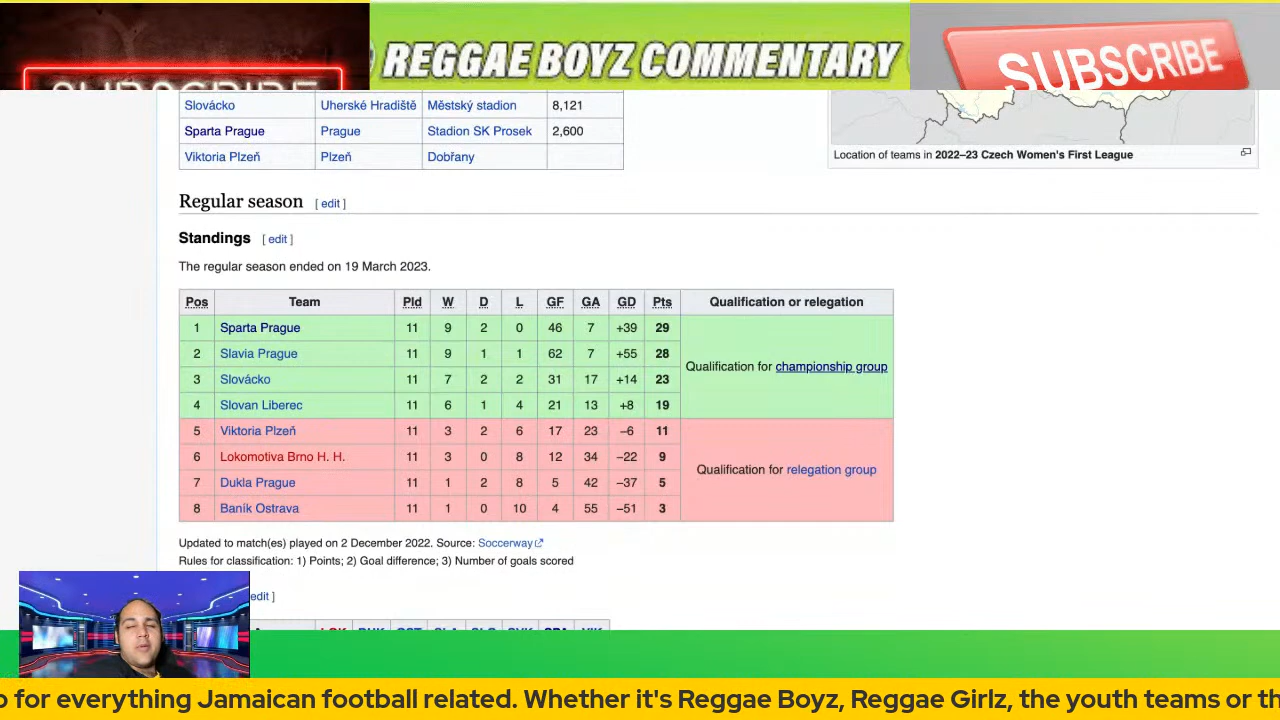 REGGAE BOYZ COMMENTARY
SUBSCRIBE
SUBSCRIBE
Slovácko Uherské Hradiště Městský stadion 8,121
Sparta Prague Prague Stadion SK Prosek 2,600
Viktoria Plzeň Plzeň Dobřany
Location of teams in 2022–23 Czech Women's First League
Regular season [ edit ]
Standings [ edit ]
The regular season ended on 19 March 2023.
Pos Team Pld W D L GF GA GD Pts Qualification or relegation
1 Sparta Prague 11 9 2 0 46 7 +39 29
2 Slavia Prague 11 9 1 1 62 7 +55 28
Qualification for championship group
3 Slovácko 11 7 2 2 31 17 +14 23
4 Slovan Liberec 11 6 1 4 21 13 +8 19
5 Viktoria Plzeň 11 3 2 6 17 23 −6 11
6 Lokomotiva Brno H. H. 11 3 0 8 12 34 −22 9
Qualification for relegation group
7 Dukla Prague 11 1 2 8 5 42 −37 5
8 Baník Ostrava 11 1 0 10 4 55 −51 3
Updated to match(es) played on 2 December 2022. Source: Soccerway
Rules for classification: 1) Points; 2) Goal difference; 3) Number of goals scored
edit ]
for everything Jamaican football related. Whether it's Reggae Boyz, Reggae Girlz, the youth teams or